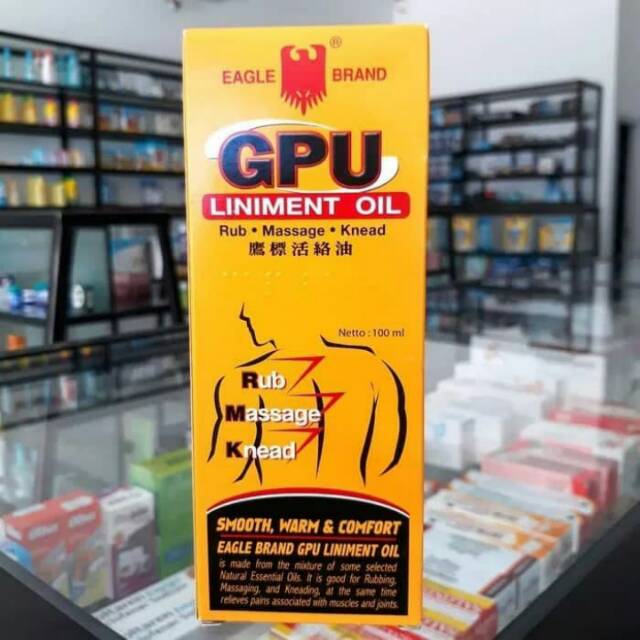 EAGLE BRAND ®
GPU
LINIMENT OIL
Rub • Massage • Knead
鷹標活絡油
Netto : 100 ml
Rub
Massage
Knead
SMOOTH, WARM & COMFORT
EAGLE BRAND GPU LINIMENT OIL
is made from the mixture of some selected
Natural Essential Oils. It is good for Rubbing,
Massaging, and Kneading, at the same time
relieves pains associated with muscles and joints.